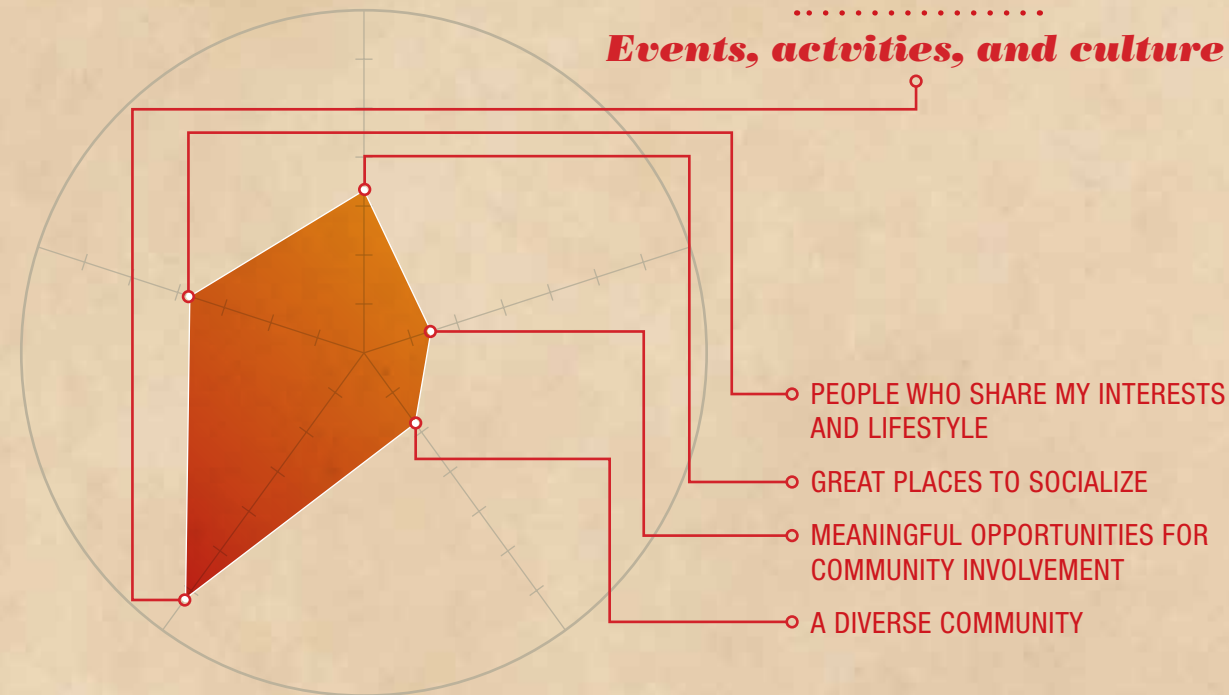 Events, actvities, and culture
PEOPLE WHO SHARE MY INTERESTS
AND LIFESTYLE
GREAT PLACES TO SOCIALIZE
MEANINGFUL OPPORTUNITIES FOR
COMMUNITY INVOLVEMENT
A DIVERSE COMMUNITY